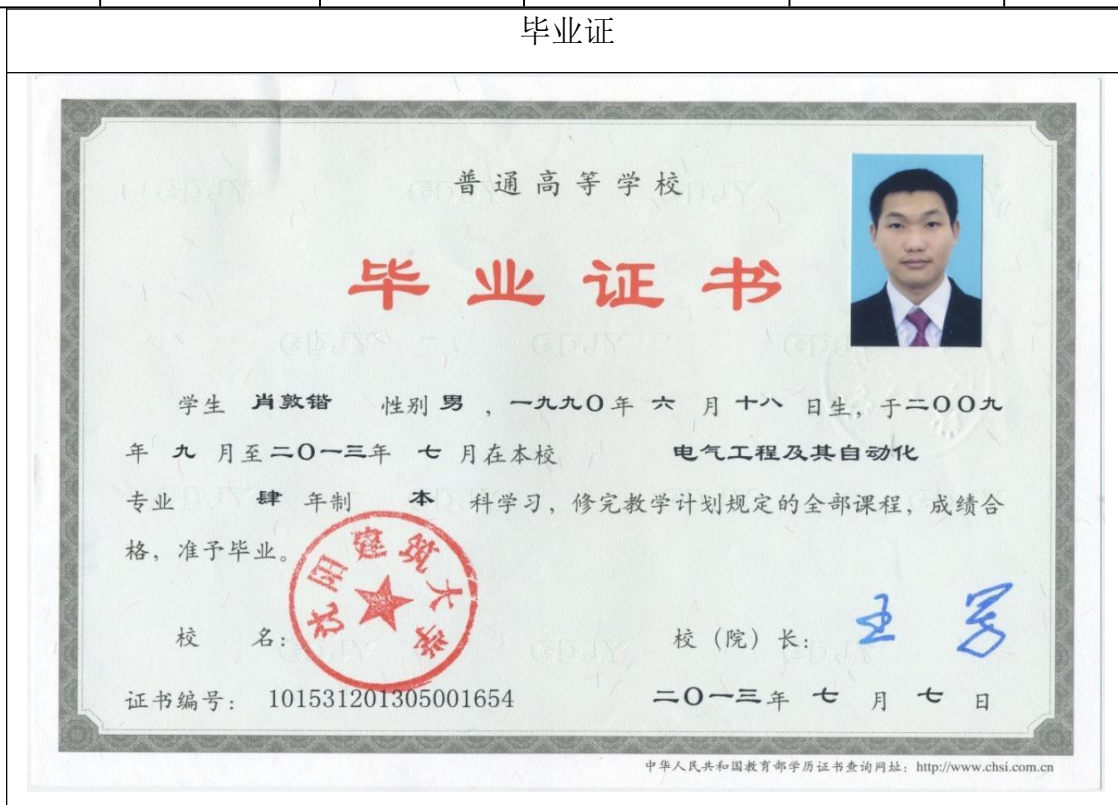 毕业证
普通高等学校
毕业证书
学生 肖敦锴 性别 男 ，一九九〇年 六 月 十八 日生，于二〇〇九
年 九 月至二〇一三年 七 月在本校 电气工程及其自动化
专业 肆 年制 本 科学习，修完教学计划规定的全部课程，成绩合
格，准予毕业。
沈阳建筑大学
校 名： 校（院）长：
证书编号： 101531201305001654 二〇一三年 七 月 七 日
中华人民共和国教育部学历证书查询网址：http://www.chsi.com.cn